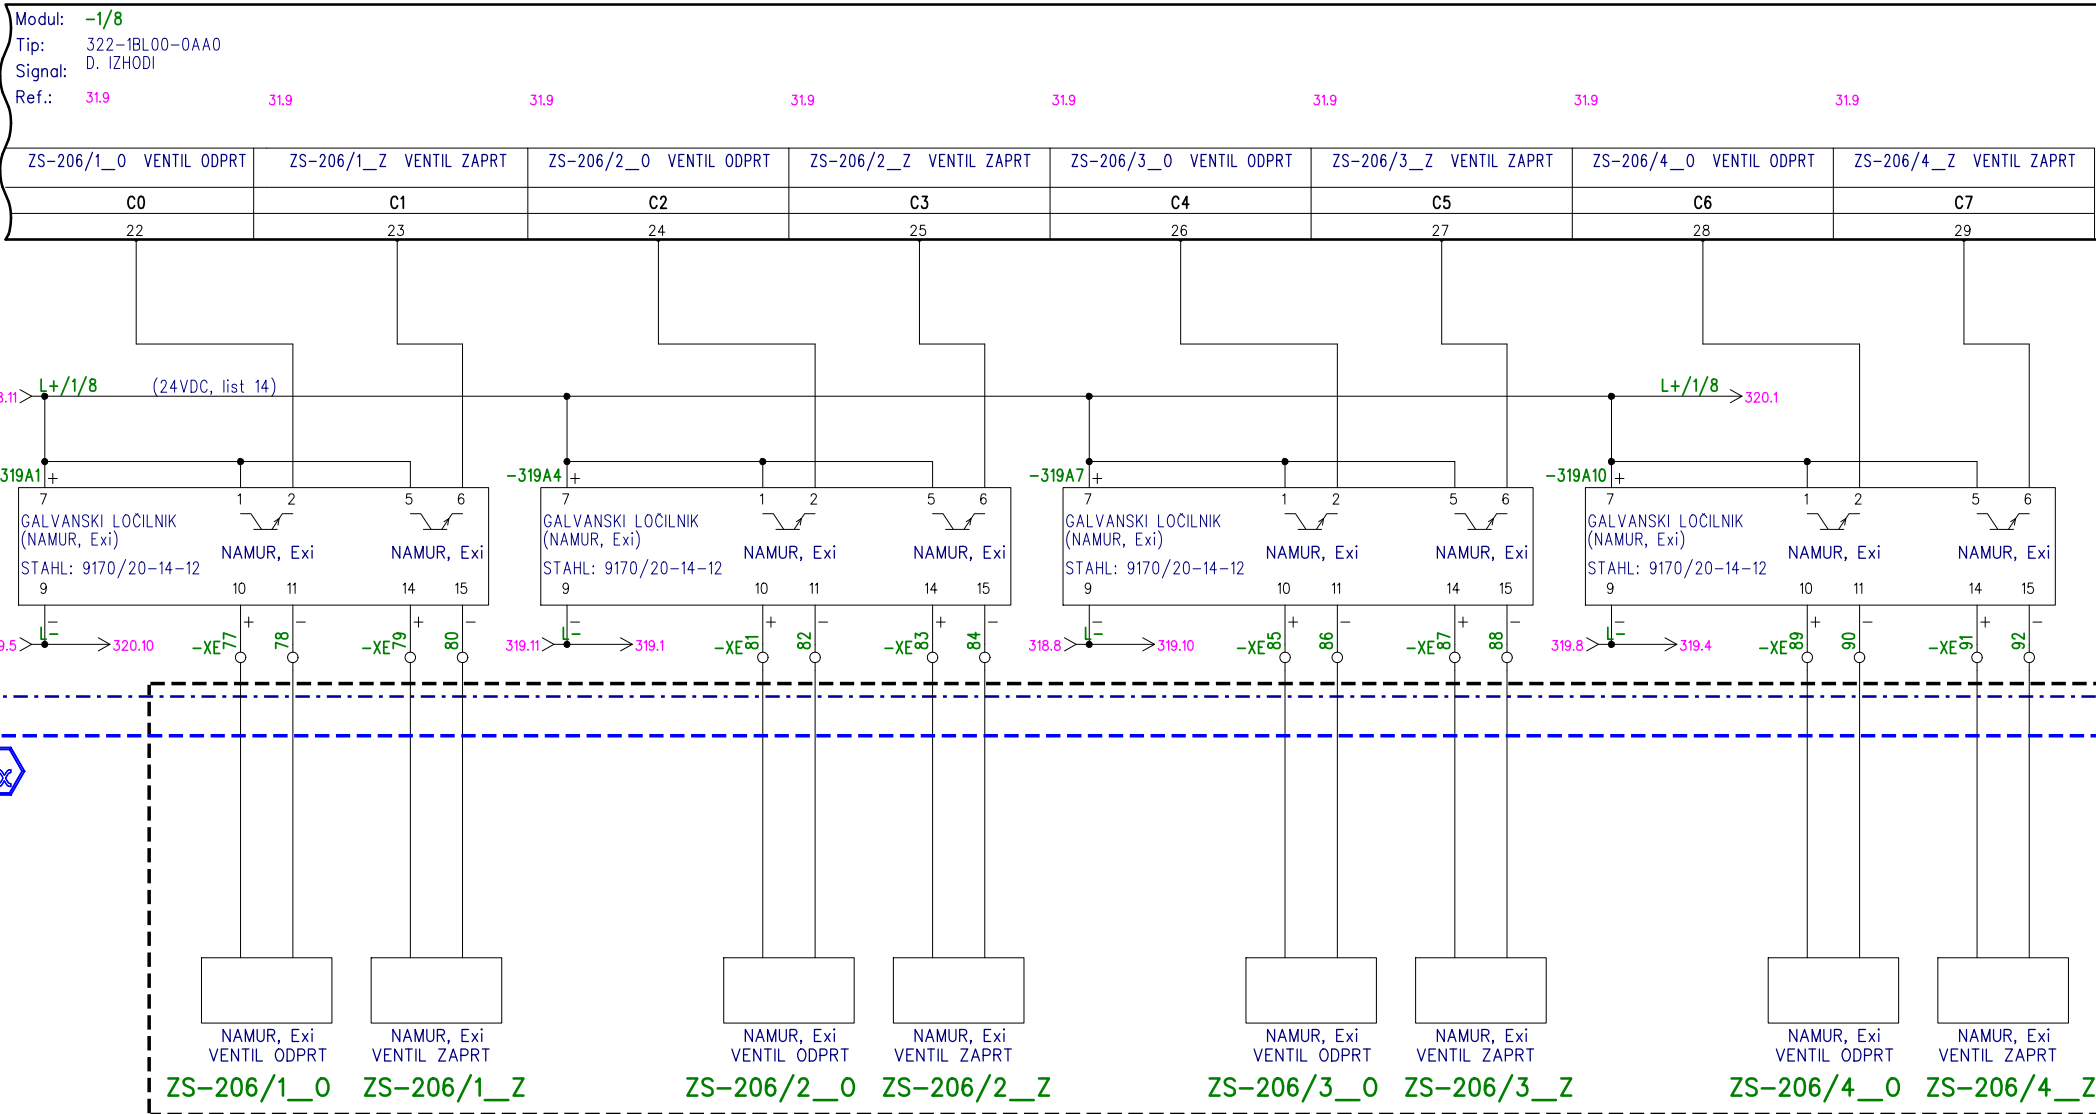 Modul: -1/8
Tip: 322-1BL00-0AA0
Signal: D. IZHODI
Ref.: 31.9 31.9 31.9 31.9 31.9 31.9 31.9 31.9
ZS-206/1__O VENTIL ODPRT ZS-206/1__Z VENTIL ZAPRT ZS-206/2__O VENTIL ODPRT ZS-206/2__Z VENTIL ZAPRT ZS-206/3__O VENTIL ODPRT ZS-206/3__Z VENTIL ZAPRT ZS-206/4__O VENTIL ODPRT ZS-206/4__Z VENTIL ZAPRT
C0 C1 C2 C3 C4 C5 C6 C7
22 23 24 25 26 27 28 29
L+/1/8 (24VDC, list 14) L+/1/8
.11 320.1
319A1 + -319A4 + -319A7 + -319A10 +
7 1 2 5 6 7 1 2 5 6 7 1 2 5 6 7 1 2 5 6
GALVANSKI LOČILNIK GALVANSKI LOČILNIK GALVANSKI LOČILNIK GALVANSKI LOČILNIK
(NAMUR, Exi) (NAMUR, Exi) (NAMUR, Exi) (NAMUR, Exi)
NAMUR, Exi NAMUR, Exi NAMUR, Exi NAMUR, Exi NAMUR, Exi NAMUR, Exi NAMUR, Exi NAMUR, Exi
STAHL: 9170/20-14-12 STAHL: 9170/20-14-12 STAHL: 9170/20-14-12 STAHL: 9170/20-14-12
9 10 11 14 15 9 10 11 14 15 9 10 11 14 15 9 10 11 14 15
- + - + - - + - + - - + - + - - + - + -
L- L- L- L-
9.5 320.10 -XE 77 78 -XE 79 80 319.11 319.1 -XE 81 82 -XE 83 84 318.8 319.10 -XE 85 86 -XE 87 88 319.8 319.4 -XE 89 90 -XE 91 92
NAMUR, Exi NAMUR, Exi NAMUR, Exi NAMUR, Exi NAMUR, Exi NAMUR, Exi NAMUR, Exi NAMUR, Exi
VENTIL ODPRT VENTIL ZAPRT VENTIL ODPRT VENTIL ZAPRT VENTIL ODPRT VENTIL ZAPRT VENTIL ODPRT VENTIL ZAPRT
ZS-206/1__O ZS-206/1__Z ZS-206/2__O ZS-206/2__Z ZS-206/3__O ZS-206/3__Z ZS-206/4__O ZS-206/4__Z